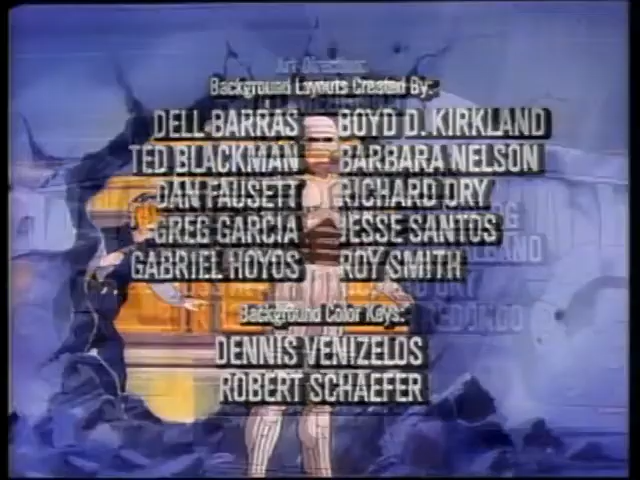 Art Direction:
Background Layouts Created By:
DELL BARRAS BOYD D. KIRKLAND
TED BLACKMAN BARBARA NELSON
DAN FAUSETT RICHARD ORY
GREG GARCIA JESSE SANTOS
GABRIEL HOYOS ROY SMITH
Background Color Keys:
DENNIS VENIZELOS
ROBERT SCHAEFER